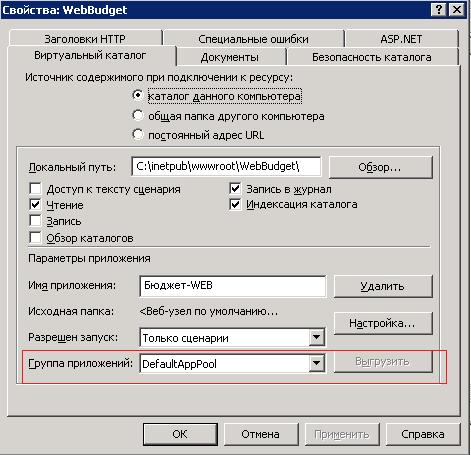 Свойства: WebBudget
Заголовки HTTP Специальные ошибки ASP.NET
Виртуальный каталог Документы Безопасность каталога
Источник содержимого при подключении к ресурсу:
каталог данного компьютера
общая папка другого компьютера
постоянный адрес URL
Локальный путь: C:\inetpub\wwwroot\WebBudget\ Обзор...
Доступ к тексту сценария Запись в журнал
Чтение Индексация каталога
Запись
Обзор каталогов
Параметры приложения
Имя приложения: Бюджет-WEB Удалить
Исходная папка: <Веб-узел по умолчанию... Настройка...
Разрешен запуск: Только сценарии
Группа приложений: DefaultAppPool Выгрузить
ОК Отмена Применить Справка